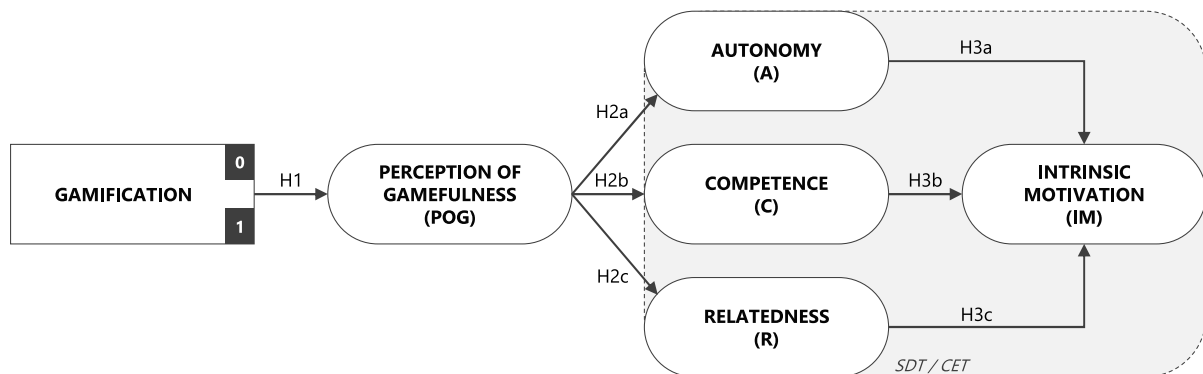 GAMIFICATION
0
1
H1
PERCEPTION OF
GAMEFULNESS
(POG)
H2a
H2b
H2c
AUTONOMY
(A)
COMPETENCE
(C)
RELATEDNESS
(R)
H3a
H3b
H3c
INTRINSIC
MOTIVATION
(IM)
SDT / CET